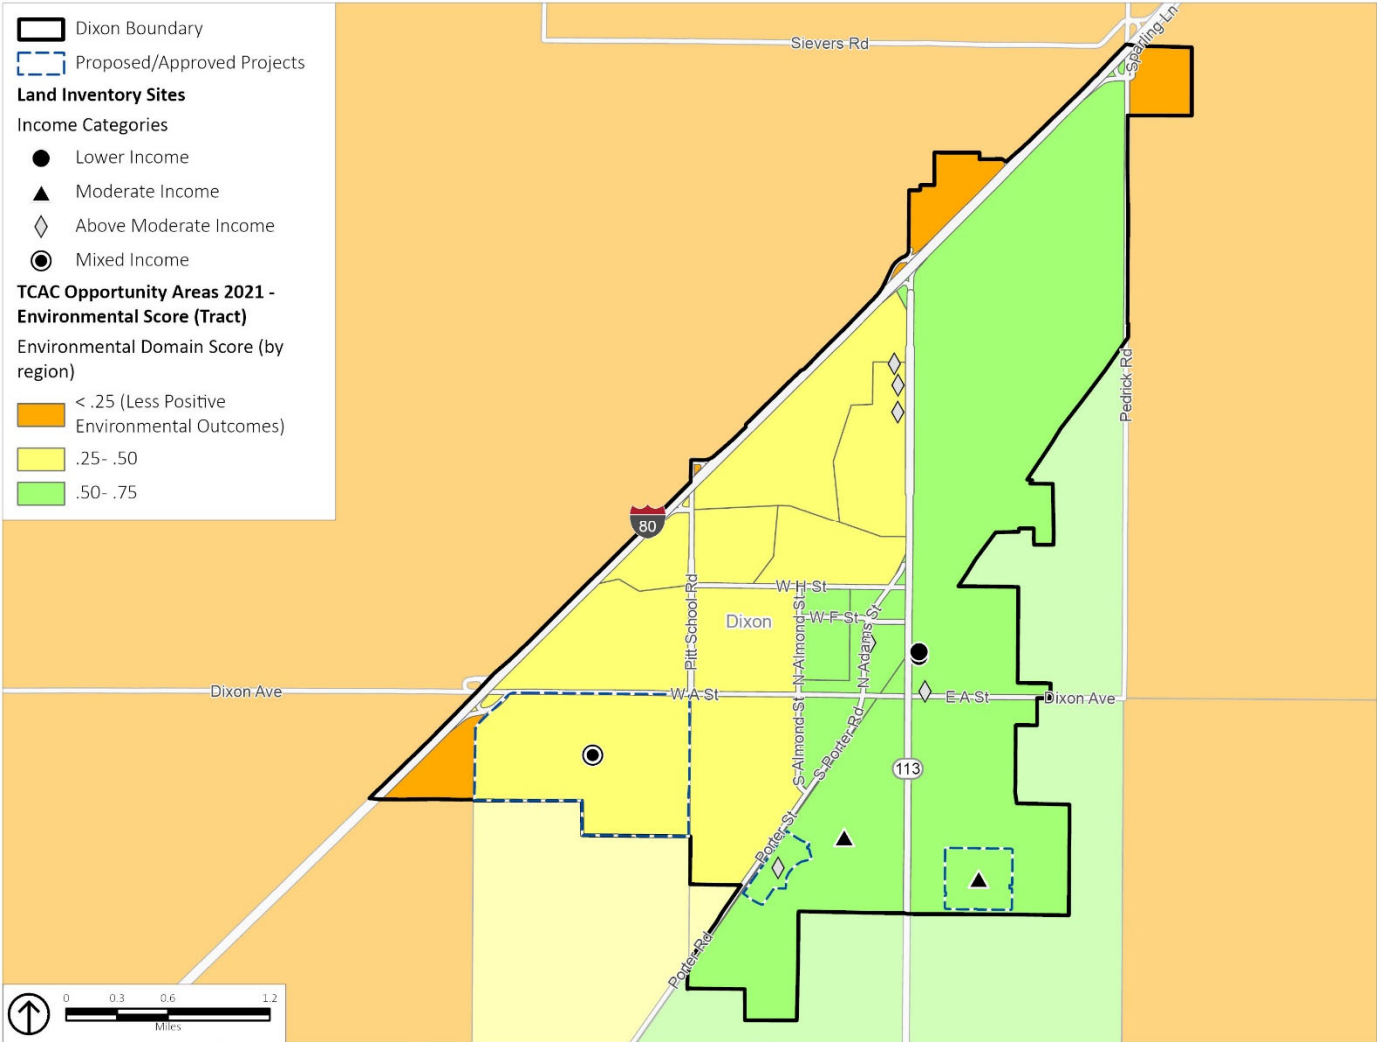 Dixon Boundary
Proposed/Approved Projects
Land Inventory Sites
Income Categories
Lower Income
Moderate Income
Above Moderate Income
Mixed Income
TCAC Opportunity Areas 2021 -
Environmental Score (Tract)
Environmental Domain Score (by
region)
< .25 (Less Positive
Environmental Outcomes)
.25- .50
.50- .75
Sievers Rd
Sparling Ln
Pedrick Rd
80
Pitt School Rd
W H St
W F St
Dixon
N Almond St
N Adams St
Dixon Ave
W A St
E A St
Dixon Ave
S Almond St
S Porter Rd
113
Porter St
Porter Rd
0 0.3 0.6 1.2
Miles